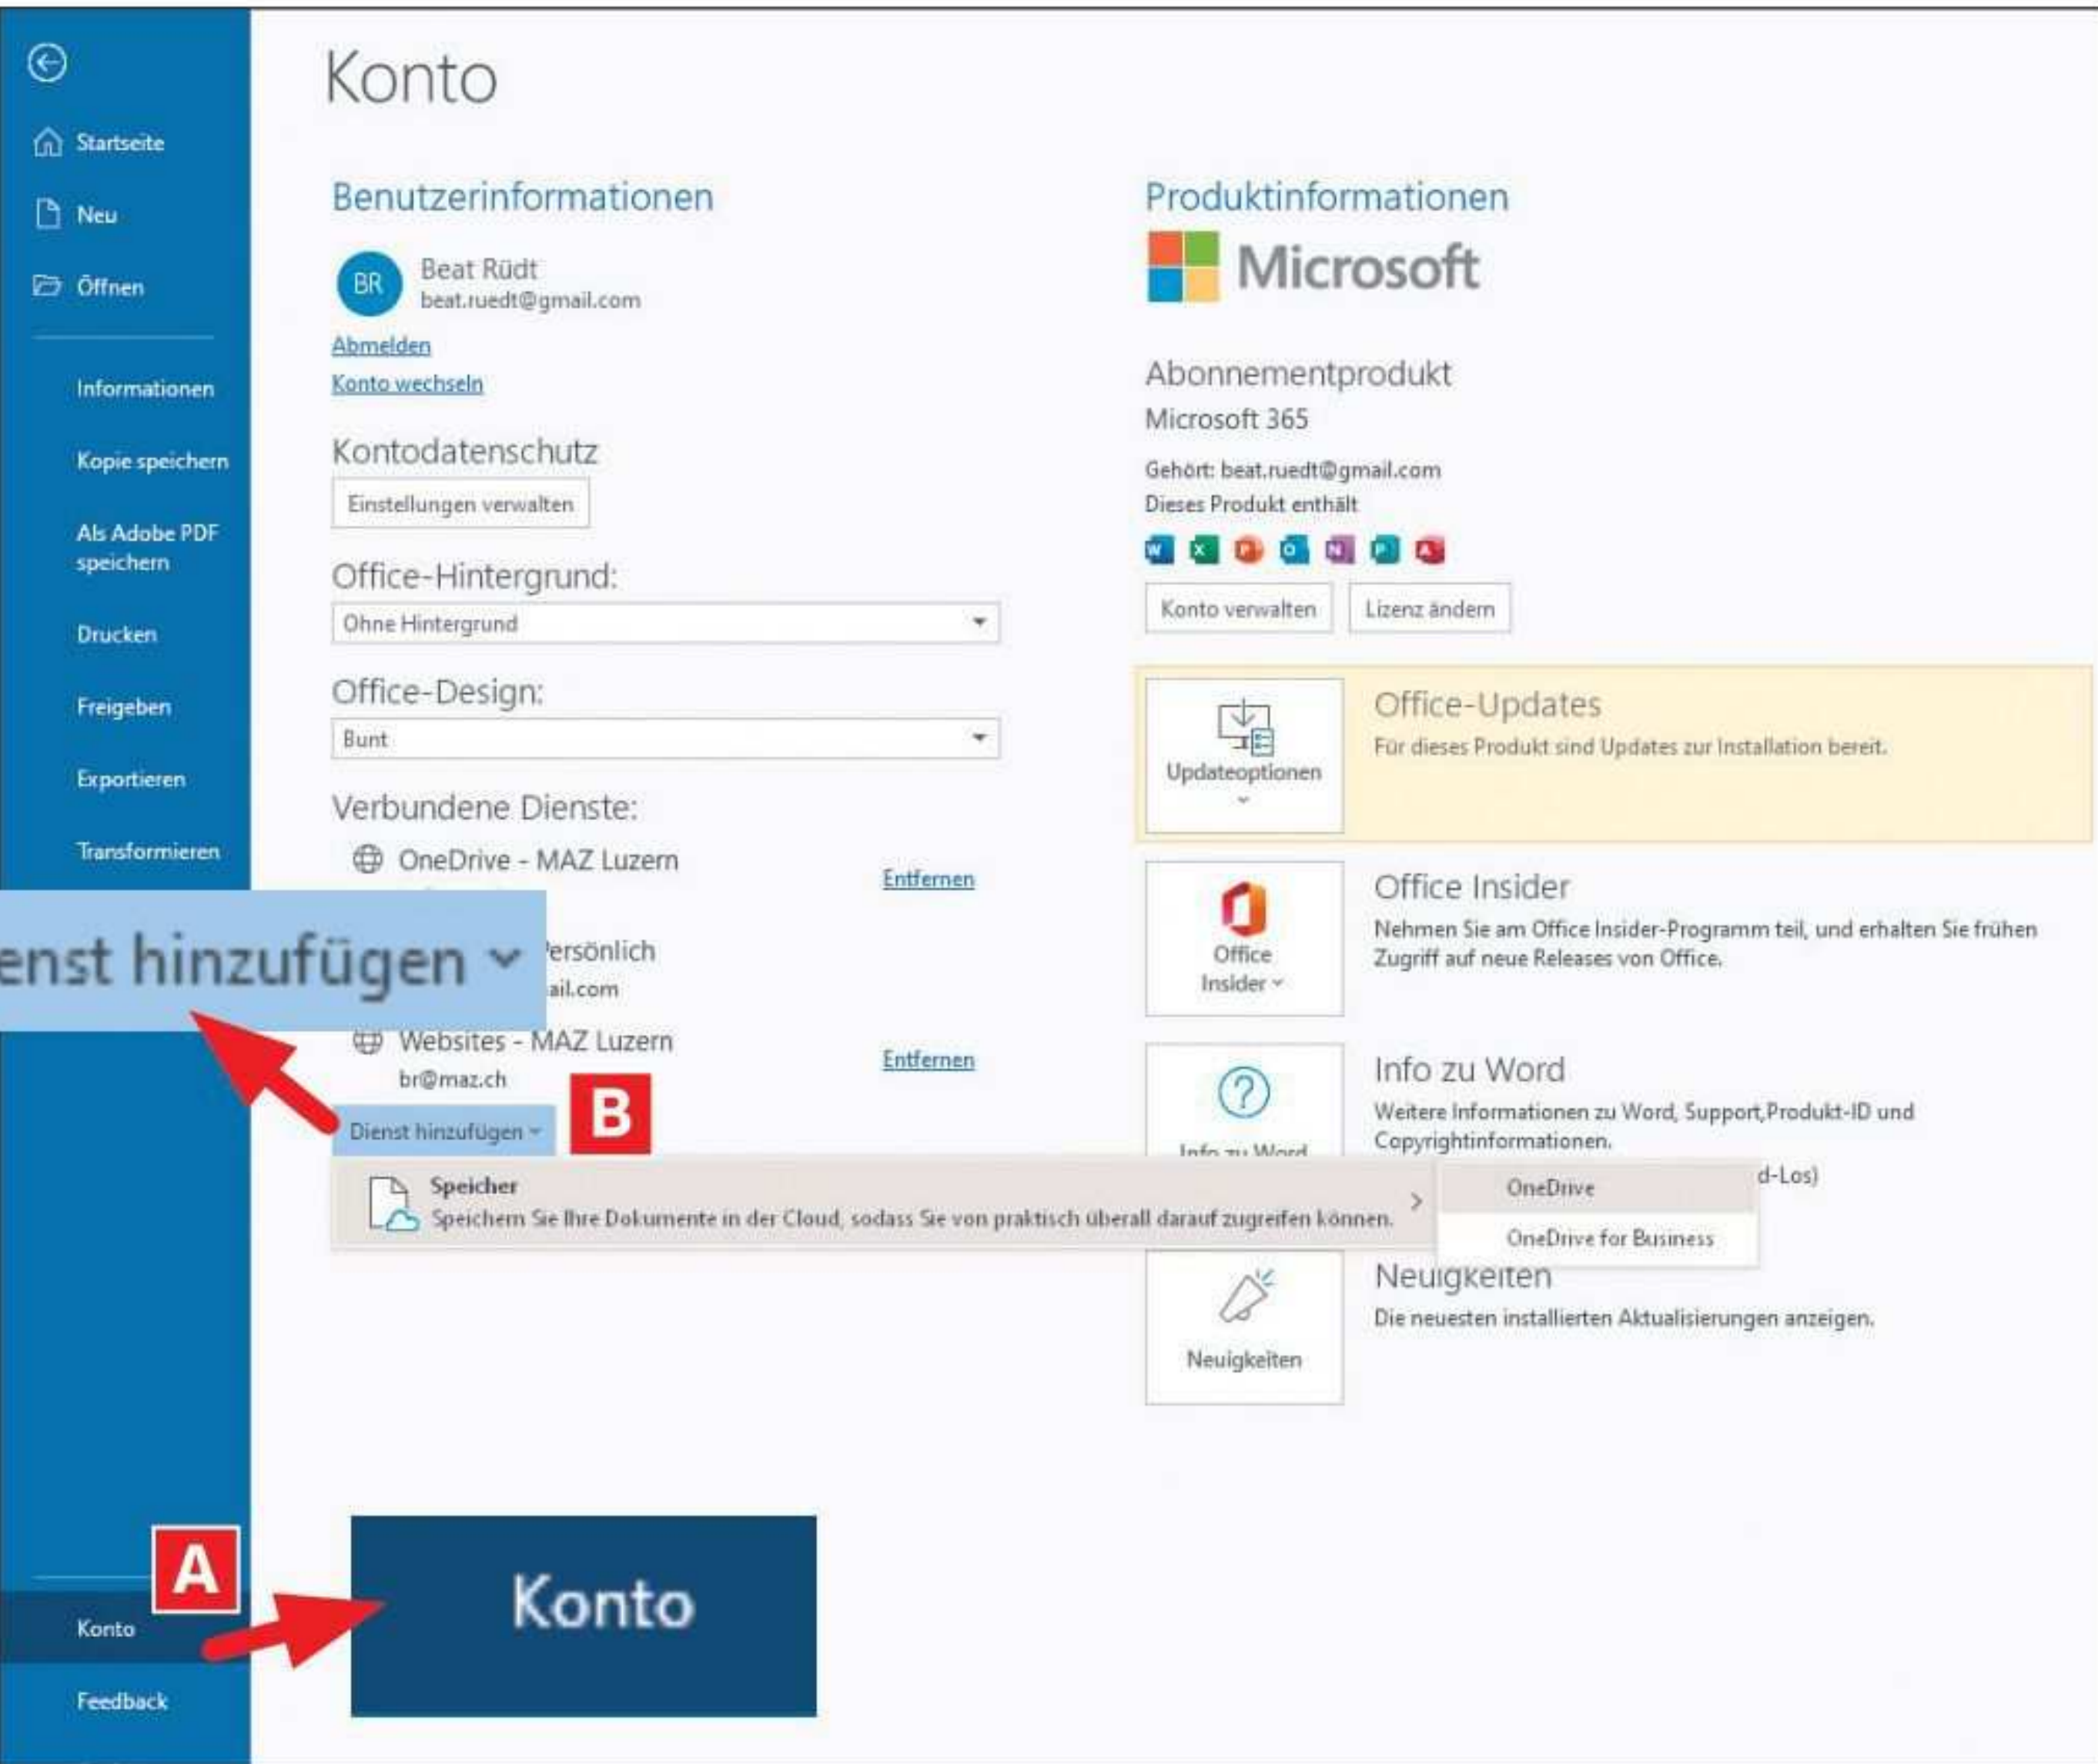 Konto
Startseite
Neu
Öffnen
Informationen
Kopie speichern
Als Adobe PDF
speichern
Drucken
Freigeben
Exportieren
Transformieren
Konto
Feedback
Benutzerinformationen
BR
Beat Rüdt
beat.ruedt@gmail.com
Abmelden
Konto wechseln
Kontodatenschutz
Einstellungen verwalten
Office-Hintergrund:
Ohne Hintergrund
Office-Design:
Bunt
Verbundene Dienste:
OneDrive - MAZ Luzern
Entfernen
enst hinzufügen
ersönlich
ail.com
Websites - MAZ Luzern
Entfernen
br@maz.ch
B
Dienst hinzufügen
Speicher
Speichern Sie Ihre Dokumente in der Cloud, sodass Sie von praktisch überall darauf zugreifen können.
OneDrive
OneDrive for Business
A
Konto
Produktinformationen
Microsoft
Abonnementprodukt
Microsoft 365
Gehört: beat.ruedt@gmail.com
Dieses Produkt enthält
W X P O N P A
Konto verwalten
Lizenz ändern
Updateoptionen
Office-Updates
Für dieses Produkt sind Updates zur Installation bereit.
Office
Insider
Office Insider
Nehmen Sie am Office Insider-Programm teil, und erhalten Sie frühen
Zugriff auf neue Releases von Office.
Info zu Word
Info zu Word
Weitere Informationen zu Word, Support,Produkt-ID und
Copyrightinformationen.
d-Los)
Neuigkeiten
Neuigkeiten
Die neuesten installierten Aktualisierungen anzeigen.